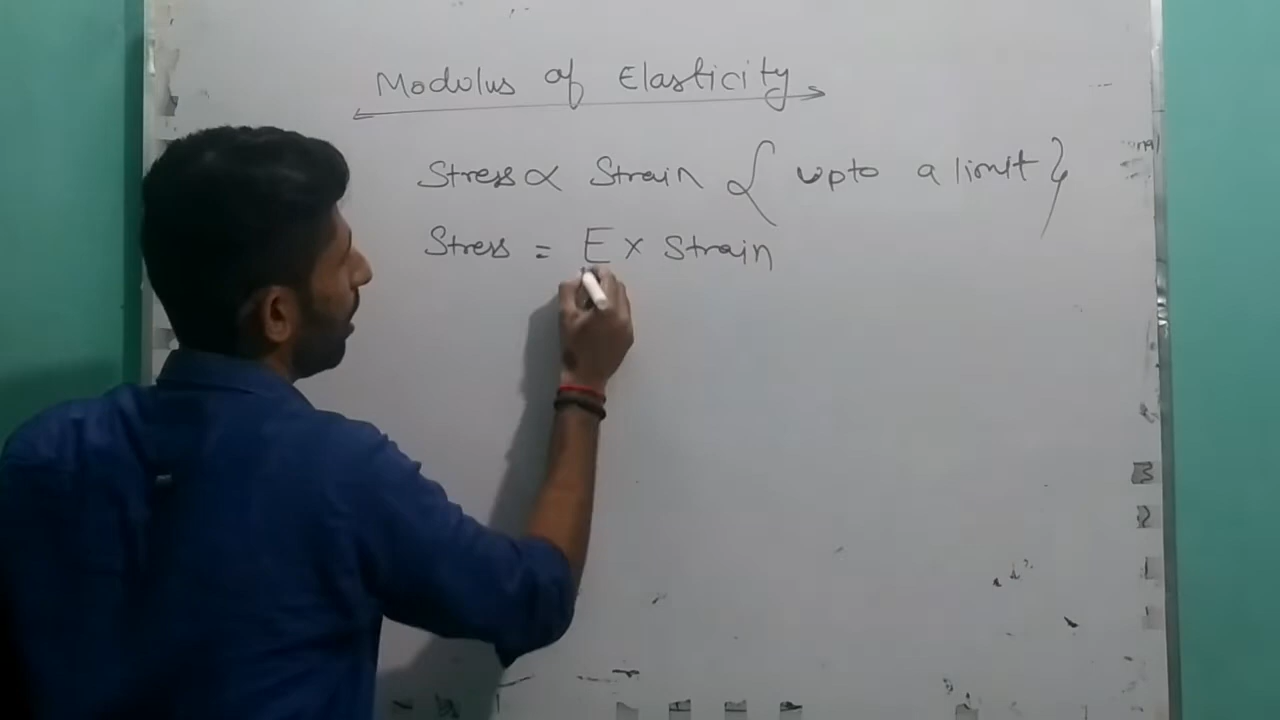 Modulus of Elasticity
Stress ∝ Strain { upto a limit }
Stress = E × Strain